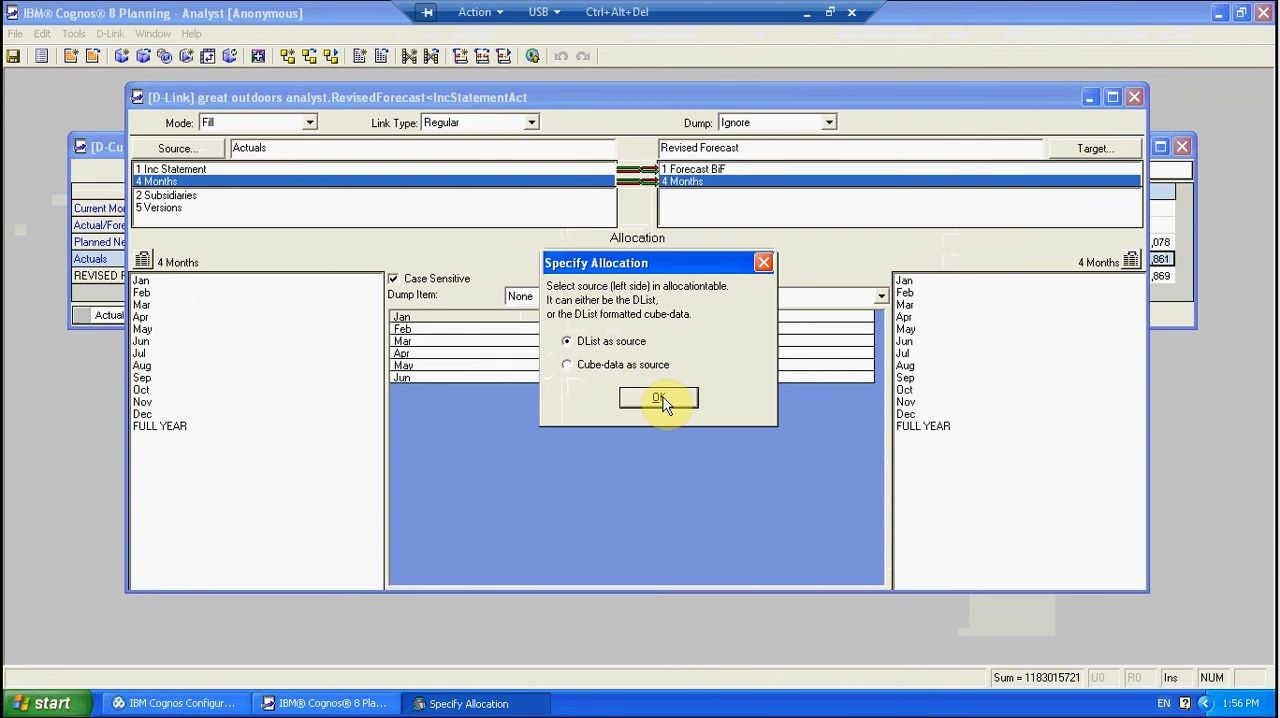 IBM® Cognos® 8 Planning - Analyst [Anonymous]
Action USB Ctrl+Alt+Del
File Edit Tools D-Link Window Help
[D-Link] great outdoors analyst.RevisedForecast<IncStatementAct
[D-Cu
Mode: Fill Link Type: Regular Dump: Ignore
Source... Actuals Revised Forecast Target...
1 Inc Statement 1 Forecast BiF
4 Months 4 Months
2 Subsidiaries
5 Versions
Current Mo
Actual/Fore
Planned Ne ,078
Actuals ,861
REVISED F ,869
Actual
Allocation
4 Months 4 Months
Case Sensitive
Dump Item: None
Jan
Feb
Mar
Apr
May
Jun
Jul
Aug
Sep
Oct
Nov
Dec
FULL YEAR
Jan
Feb
Mar
Apr
May
Jun
Specify Allocation
Select source (left side) in allocationtable.
It can either be the DList,
or the DList formatted cube-data.
DList as source
Cube-data as source
OK
Jan
Feb
Mar
Apr
May
Jun
Jul
Aug
Sep
Oct
Nov
Dec
FULL YEAR
Sum = 1183015721 U0 R0 Ins NUM
start IBM Cognos Configur... IBM® Cognos® 8 Pla... Specify Allocation EN 1:56 PM